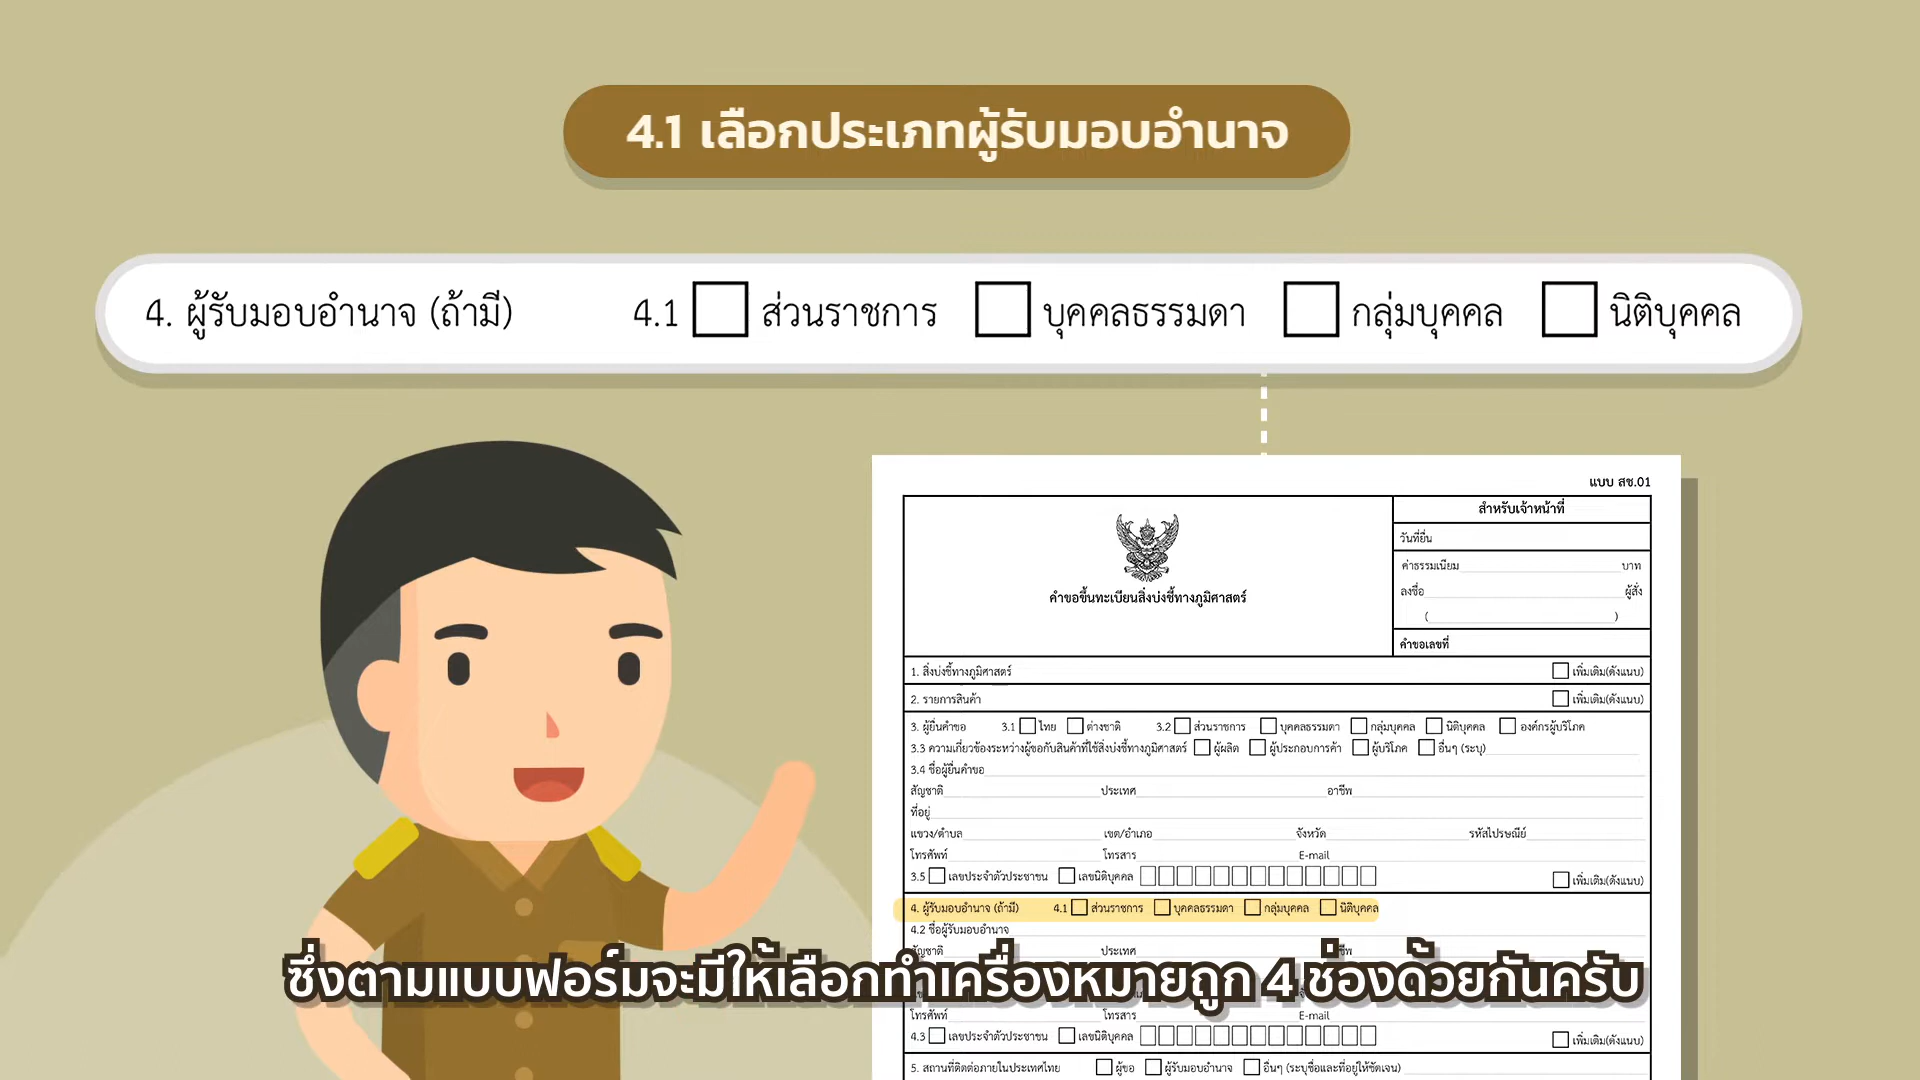 4.1 เลือกประเภทผู้รับมอบอำนาจ
4. ผู้รับมอบอำนาจ (ถ้ามี) 4.1 ส่วนราชการ บุคคลธรรมดา กลุ่มบุคคล นิติบุคคล
แบบ สช.01
สำหรับเจ้าหน้าที่
วันที่ยื่น
ค่าธรรมเนียม บาท
ลงชื่อ ผู้สั่ง
( )
คำขอเลขที่
คำขอขึ้นทะเบียนสิ่งบ่งชี้ทางภูมิศาสตร์
1. สิ่งบ่งชี้ทางภูมิศาสตร์ เพิ่มเติม(ดังแนบ)
2. รายการสินค้า เพิ่มเติม(ดังแนบ)
3. ผู้ยื่นคำขอ 3.1 ไทย ต่างชาติ 3.2 ส่วนราชการ บุคคลธรรมดา กลุ่มบุคคล นิติบุคคล องค์กรผู้บริโภค
3.3 ความเกี่ยวข้องระหว่างผู้ขอกับสินค้าที่ใช้สิ่งบ่งชี้ทางภูมิศาสตร์ ผู้ผลิต ผู้ประกอบการค้า ผู้บริโภค อื่นๆ (ระบุ)
3.4 ชื่อผู้ยื่นคำขอ
สัญชาติ ประเทศ อาชีพ
ที่อยู่
แขวง/ตำบล เขต/อำเภอ จังหวัด รหัสไปรษณีย์
โทรศัพท์ โทรสาร E-mail
3.5 เลขประจำตัวประชาชน เลขนิติบุคคล เพิ่มเติม(ดังแนบ)
4. ผู้รับมอบอำนาจ (ถ้ามี) 4.1 ส่วนราชการ บุคคลธรรมดา กลุ่มบุคคล นิติบุคคล
4.2 ชื่อผู้รับมอบอำนาจ
สัญชาติ ประเทศ
ซึ่งตามแบบฟอร์มจะมีให้เลือกทำเครื่องหมายถูก 4 ช่องด้วยกันครับ
โทรศัพท์ โทรสาร E-mail
4.3 เลขประจำตัวประชาชน เลขนิติบุคคล เพิ่มเติม(ดังแนบ)
5. สถานที่ติดต่อภายในประเทศไทย ผู้ขอ ผู้รับมอบอำนาจ อื่นๆ (ระบุชื่อและที่อยู่ให้ชัดเจน)